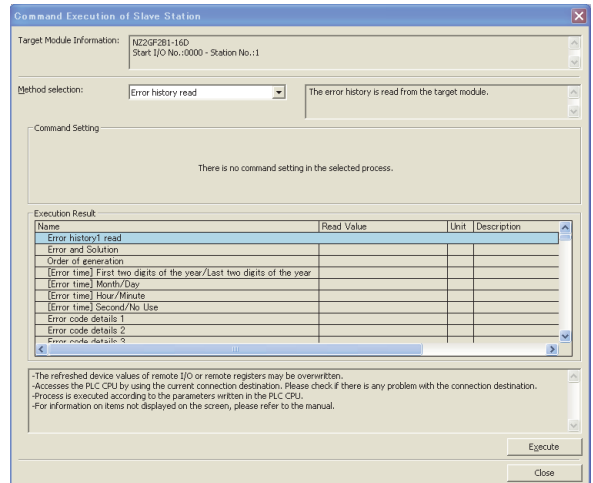 Command Execution of Slave Station
Target Module Information:
NZ2GF2B1-16D
Start I/O No.:0000 - Station No.:1
Method selection:
Error history read
The error history is read from the target module.
Command Setting
There is no command setting in the selected process.
Execution Result
Name Read Value Unit Description
Error history1 read
Error and Solution
Order of generation
[Error time] First two digits of the year/Last two digits of the year
[Error time] Month/Day
[Error time] Hour/Minute
[Error time] Second/No Use
Error code details 1
Error code details 2
Error code details 3
-The refreshed device values of remote I/O or remote registers may be overwritten.
-Accesses the PLC CPU by using the current connection destination. Please check if there is any problem with the connection destination.
-Process is executed according to the parameters written in the PLC CPU.
-For information on items not displayed on the screen, please refer to the manual.
Execute
Close